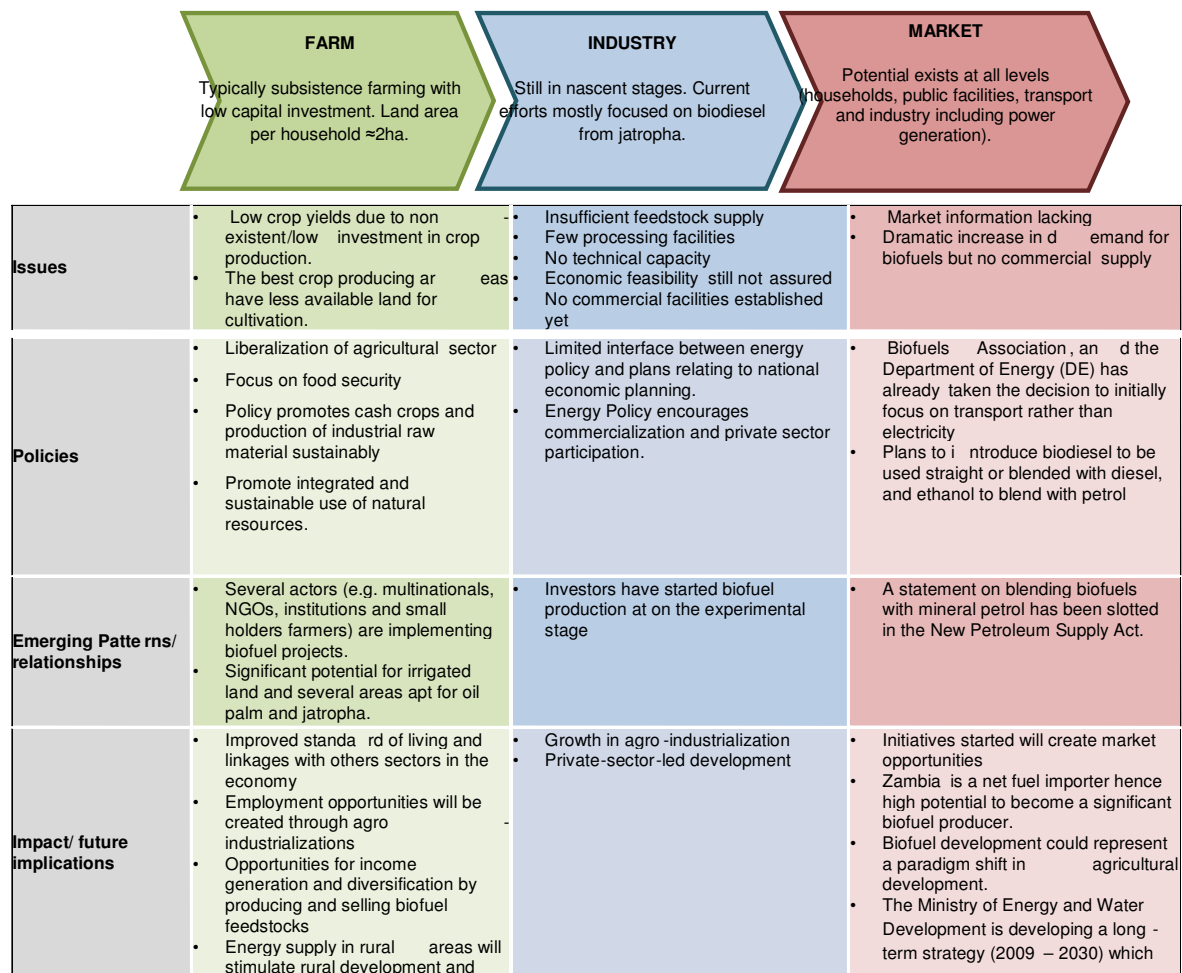 FARM
Typically subsistence farming with
low capital investment. Land area
per household ≈2ha.
INDUSTRY
Still in nascent stages. Current
efforts mostly focused on biodiesel
from jatropha.
MARKET
Potential exists at all levels
(households, public facilities, transport
and industry including power
generation).
Issues
• Low crop yields due to non -
existent/low investment in crop
production.
• The best crop producing ar eas
have less available land for
cultivation.
• Insufficient feedstock supply
• Few processing facilities
• No technical capacity
• Economic feasibility still not assured
• No commercial facilities established
yet
• Market information lacking
• Dramatic increase in d emand for
biofuels but no commercial supply
Policies
• Liberalization of agricultural sector
• Focus on food security
• Policy promotes cash crops and
production of industrial raw
material sustainably
• Promote integrated and
sustainable use of natural
resources.
• Limited interface between energy
policy and plans relating to national
economic planning.
• Energy Policy encourages
commercialization and private sector
participation.
• Biofuels Association, an d the
Department of Energy (DE) has
already taken the decision to initially
focus on transport rather than
electricity
• Plans to i ntroduce biodiesel to be
used straight or blended with diesel,
and ethanol to blend with petrol
Emerging Patte rns/
relationships
• Several actors (e.g. multinationals,
NGOs, institutions and small
holders farmers) are implementing
biofuel projects.
• Significant potential for irrigated
land and several areas apt for oil
palm and jatropha.
• Investors have started biofuel
production at on the experimental
stage
• A statement on blending biofuels
with mineral petrol has been slotted
in the New Petroleum Supply Act.
Impact/ future
implications
• Improved standa rd of living and
linkages with others sectors in the
economy
• Employment opportunities will be
created through agro -
industrializations
• Opportunities for income
generation and diversification by
producing and selling biofuel
feedstocks
• Energy supply in rural areas will
stimulate rural development and
• Growth in agro -industrialization
• Private-sector-led development
• Initiatives started will create market
opportunities
• Zambia is a net fuel importer hence
high potential to become a significant
biofuel producer.
• Biofuel development could represent
a paradigm shift in agricultural
development.
• The Ministry of Energy and Water
Development is developing a long -
term strategy (2009 – 2030) which